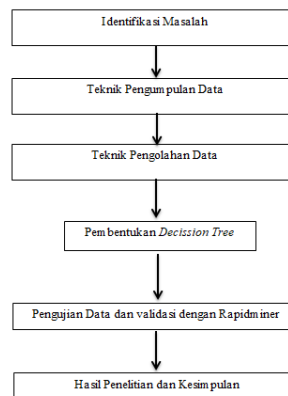 Identifikasi Masalah
Teknik Pengumpulan Data
Teknik Pengolahan Data
Pembentukan Decission Tree
Pengujian Data dan validasi dengan Rapidminer
Hasil Penelitian dan Kesimpulan